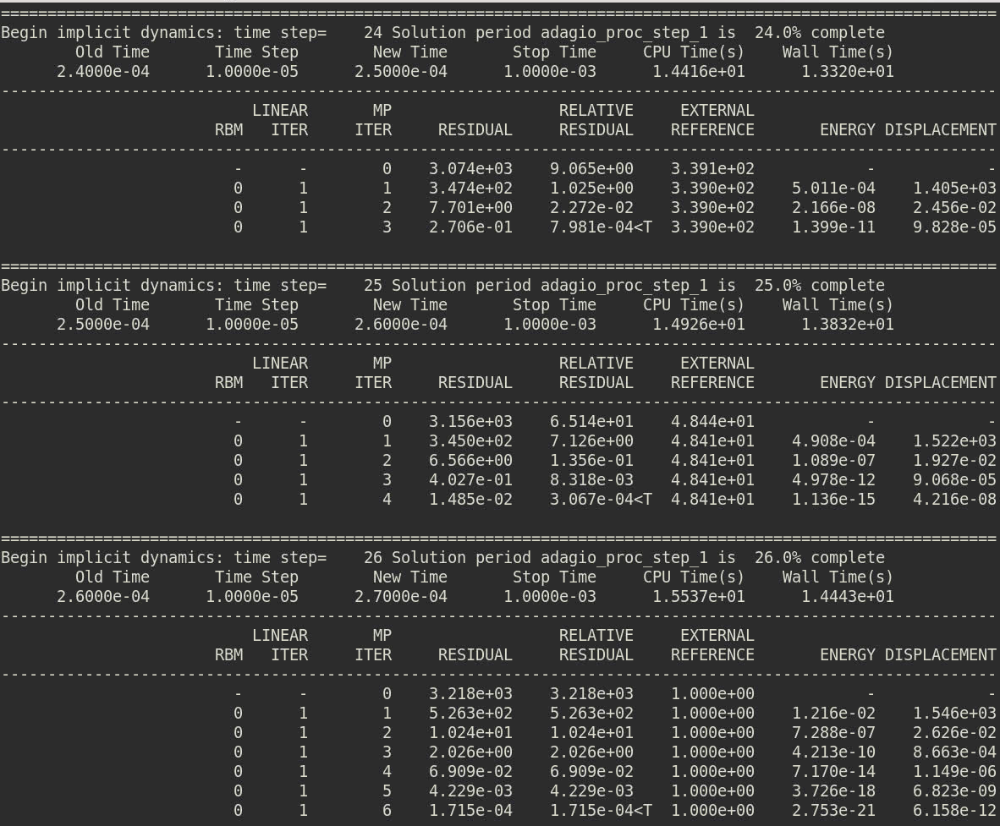 Begin implicit dynamics: time step=    24 Solution period adagio_proc_step_1 is  24.0% complete
        Old Time       Time Step        New Time       Stop Time     CPU Time(s)    Wall Time(s)
      2.4000e-04      1.0000e-05      2.5000e-04      1.0000e-03      1.4416e+01      1.3320e+01
                           LINEAR       MP                  RELATIVE     EXTERNAL
                       RBM   ITER     ITER     RESIDUAL     RESIDUAL    REFERENCE       ENERGY DISPLACEMENT
                         -      -        0    3.074e+03    9.065e+00    3.391e+02            -            -
                         0      1        1    3.474e+02    1.025e+00    3.390e+02    5.011e-04    1.405e+03
                         0      1        2    7.701e+00    2.272e-02    3.390e+02    2.166e-08    2.456e-02
                         0      1        3    2.706e-01    7.981e-04<T  3.390e+02    1.399e-11    9.828e-05
Begin implicit dynamics: time step=    25 Solution period adagio_proc_step_1 is  25.0% complete
        Old Time       Time Step        New Time       Stop Time     CPU Time(s)    Wall Time(s)
      2.5000e-04      1.0000e-05      2.6000e-04      1.0000e-03      1.4926e+01      1.3832e+01
                           LINEAR       MP                  RELATIVE     EXTERNAL
                       RBM   ITER     ITER     RESIDUAL     RESIDUAL    REFERENCE       ENERGY DISPLACEMENT
                         -      -        0    3.156e+03    6.514e+01    4.844e+01            -            -
                         0      1        1    3.450e+02    7.126e+00    4.841e+01    4.908e-04    1.522e+03
                         0      1        2    6.566e+00    1.356e-01    4.841e+01    1.089e-07    1.927e-02
                         0      1        3    4.027e-01    8.318e-03    4.841e+01    4.978e-12    9.068e-05
                         0      1        4    1.485e-02    3.067e-04<T  4.841e+01    1.136e-15    4.216e-08
Begin implicit dynamics: time step=    26 Solution period adagio_proc_step_1 is  26.0% complete
        Old Time       Time Step        New Time       Stop Time     CPU Time(s)    Wall Time(s)
      2.6000e-04      1.0000e-05      2.7000e-04      1.0000e-03      1.5537e+01      1.4443e+01
                           LINEAR       MP                  RELATIVE     EXTERNAL
                       RBM   ITER     ITER     RESIDUAL     RESIDUAL    REFERENCE       ENERGY DISPLACEMENT
                         -      -        0    3.218e+03    3.218e+03    1.000e+00            -            -
                         0      1        1    5.263e+02    5.263e+02    1.000e+00    1.216e-02    1.546e+03
                         0      1        2    1.024e+01    1.024e+01    1.000e+00    7.288e-07    2.626e-02
                         0      1        3    2.026e+00    2.026e+00    1.000e+00    4.213e-10    8.663e-04
                         0      1        4    6.909e-02    6.909e-02    1.000e+00    7.170e-14    1.149e-06
                         0      1        5    4.229e-03    4.229e-03    1.000e+00    3.726e-18    6.823e-09
                         0      1        6    1.715e-04    1.715e-04<T  1.000e+00    2.753e-21    6.158e-12